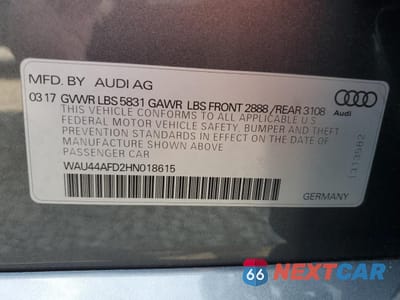 MFD. BY AUDI AG
03 17 GVWR LBS 5831 GAWR LBS FRONT 2888 / REAR 3108
THIS VEHICLE CONFORMS TO ALL APPLICABLE U.S
FEDERAL MOTOR VEHICLE SAFETY, BUMPER AND THEFT
PREVENTION STANDARDS IN EFFECT ON THE DATE OF
MANUFACTURE SHOWN ABOVE
PASSENGER CAR
WAU44AFD2HN018615
GERMANY
Audi
66 NEXTCAR